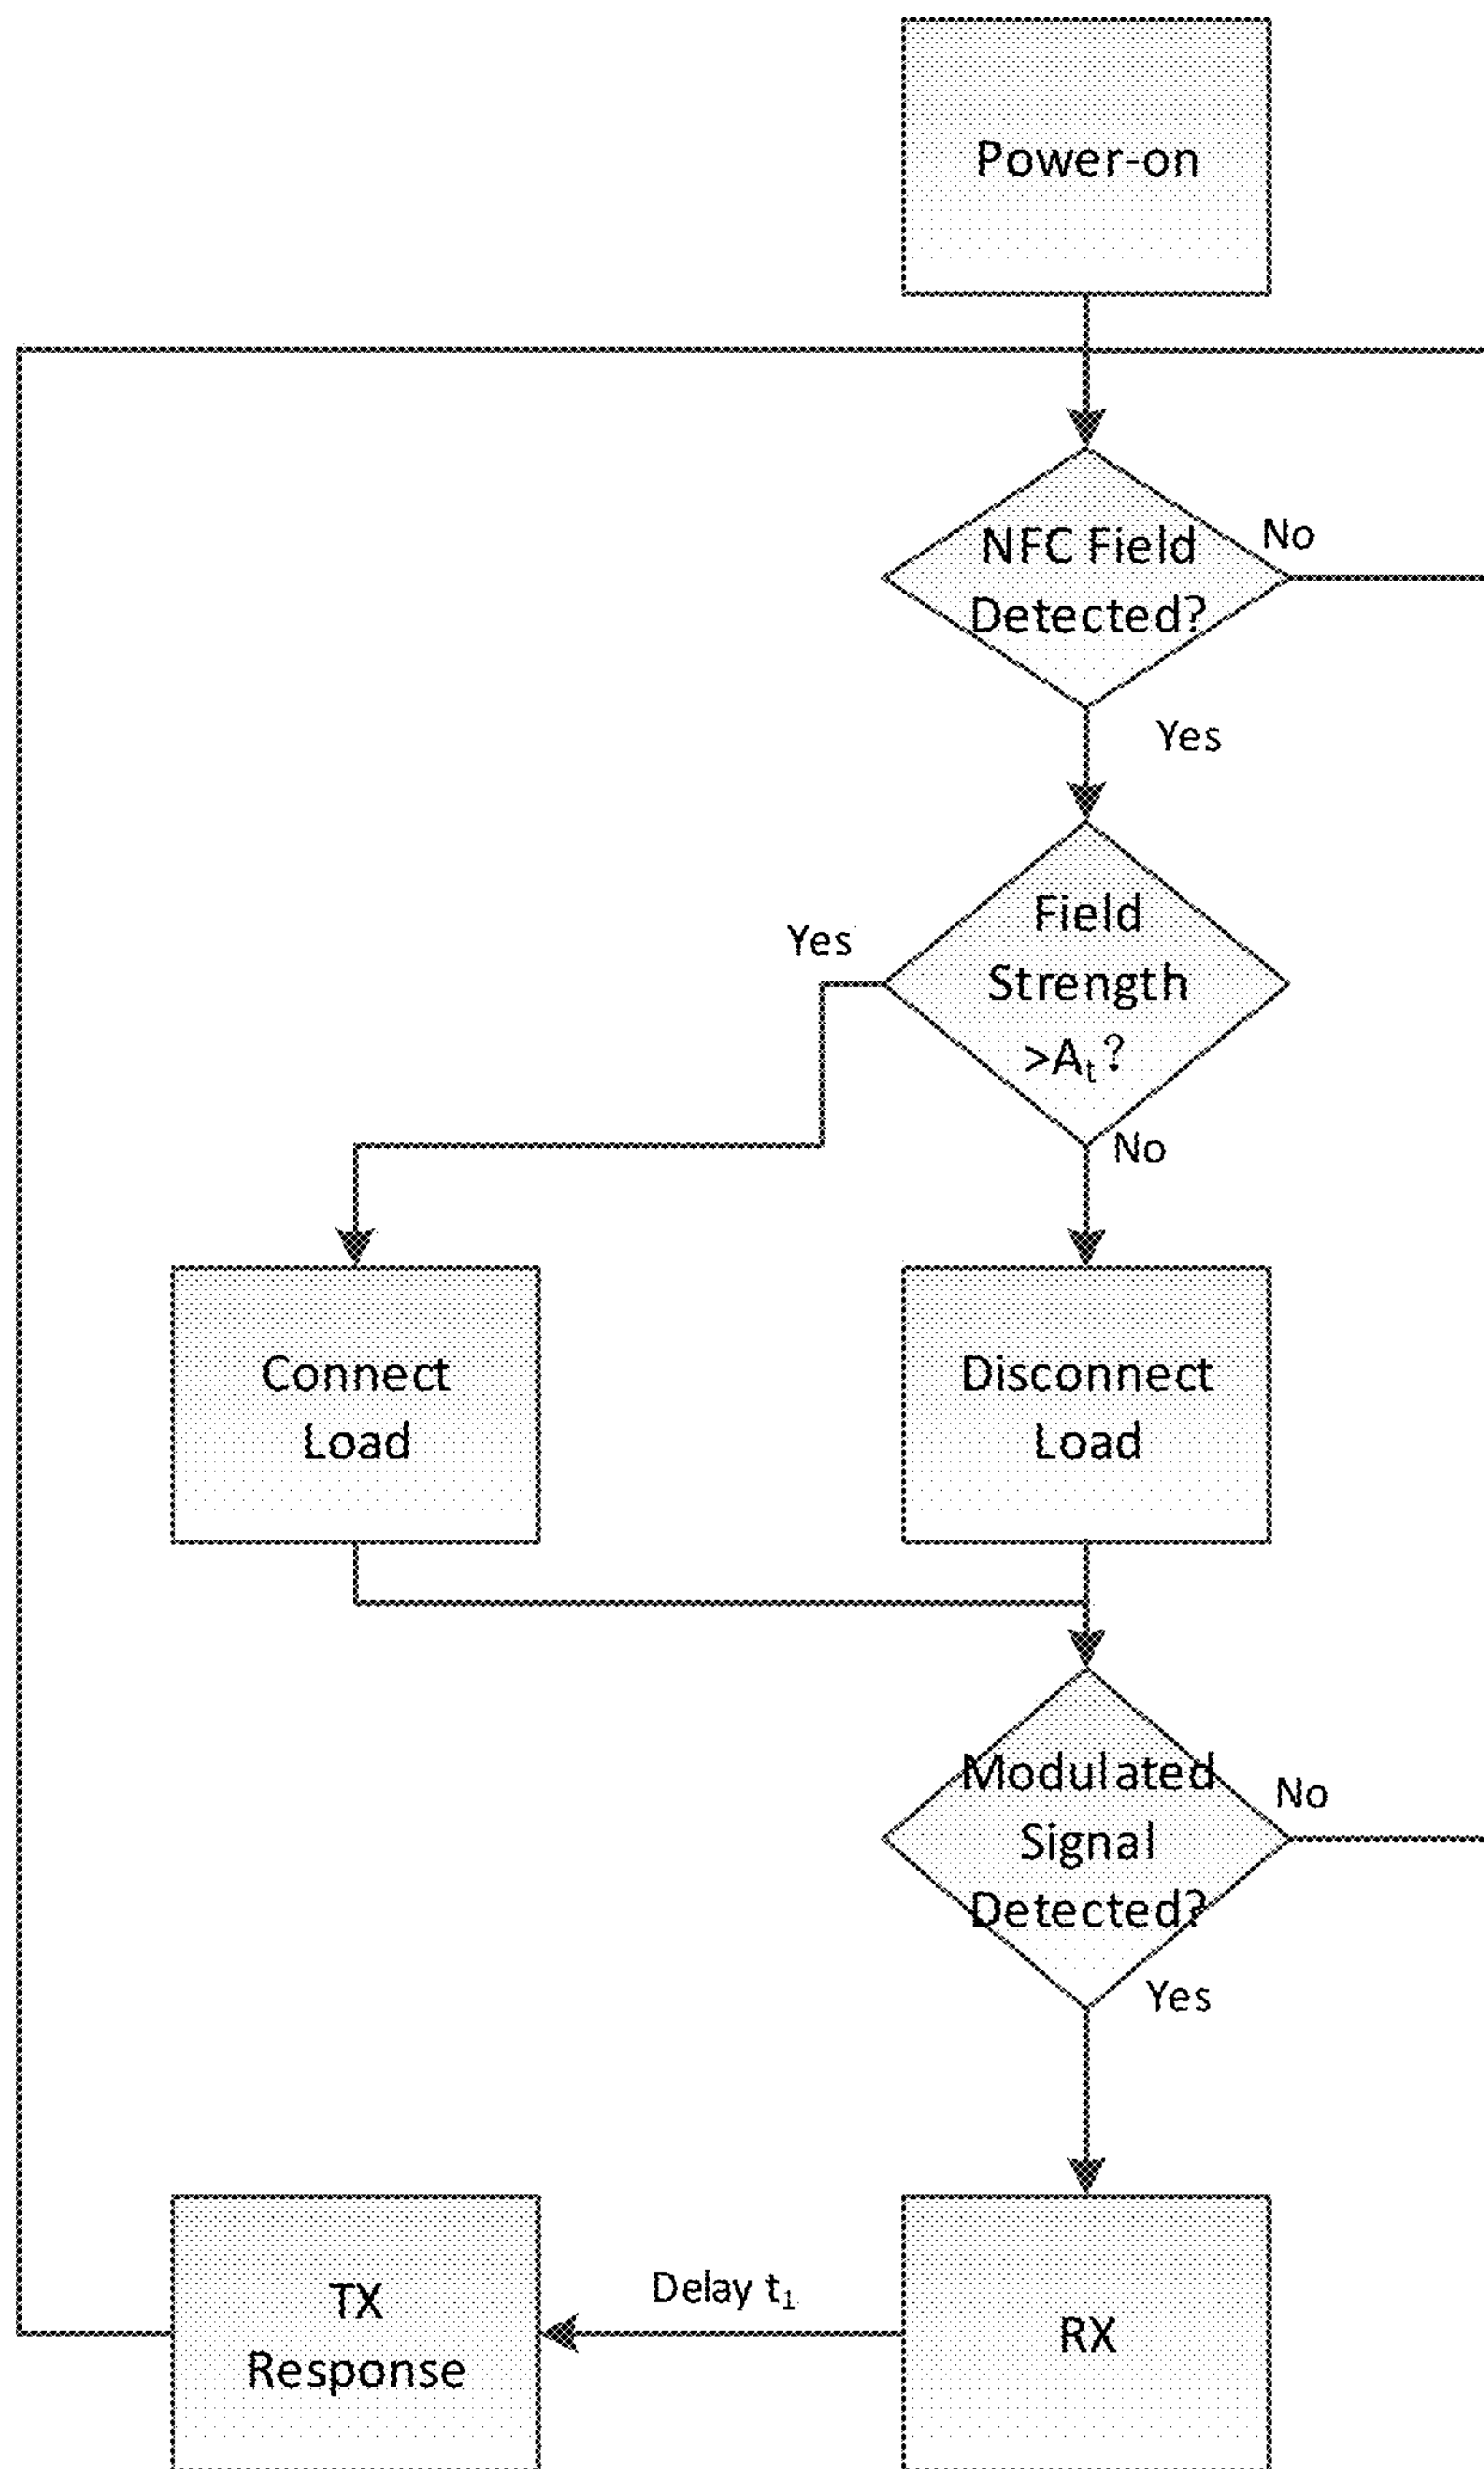 Power-on
NFC Field
Detected?
No
Yes
Field
Strength
>Aₜ?
Yes
No
Connect
Load
Disconnect
Load
Modulated
Signal
Detected?
No
Yes
TX
Response
Delay t₁
RX